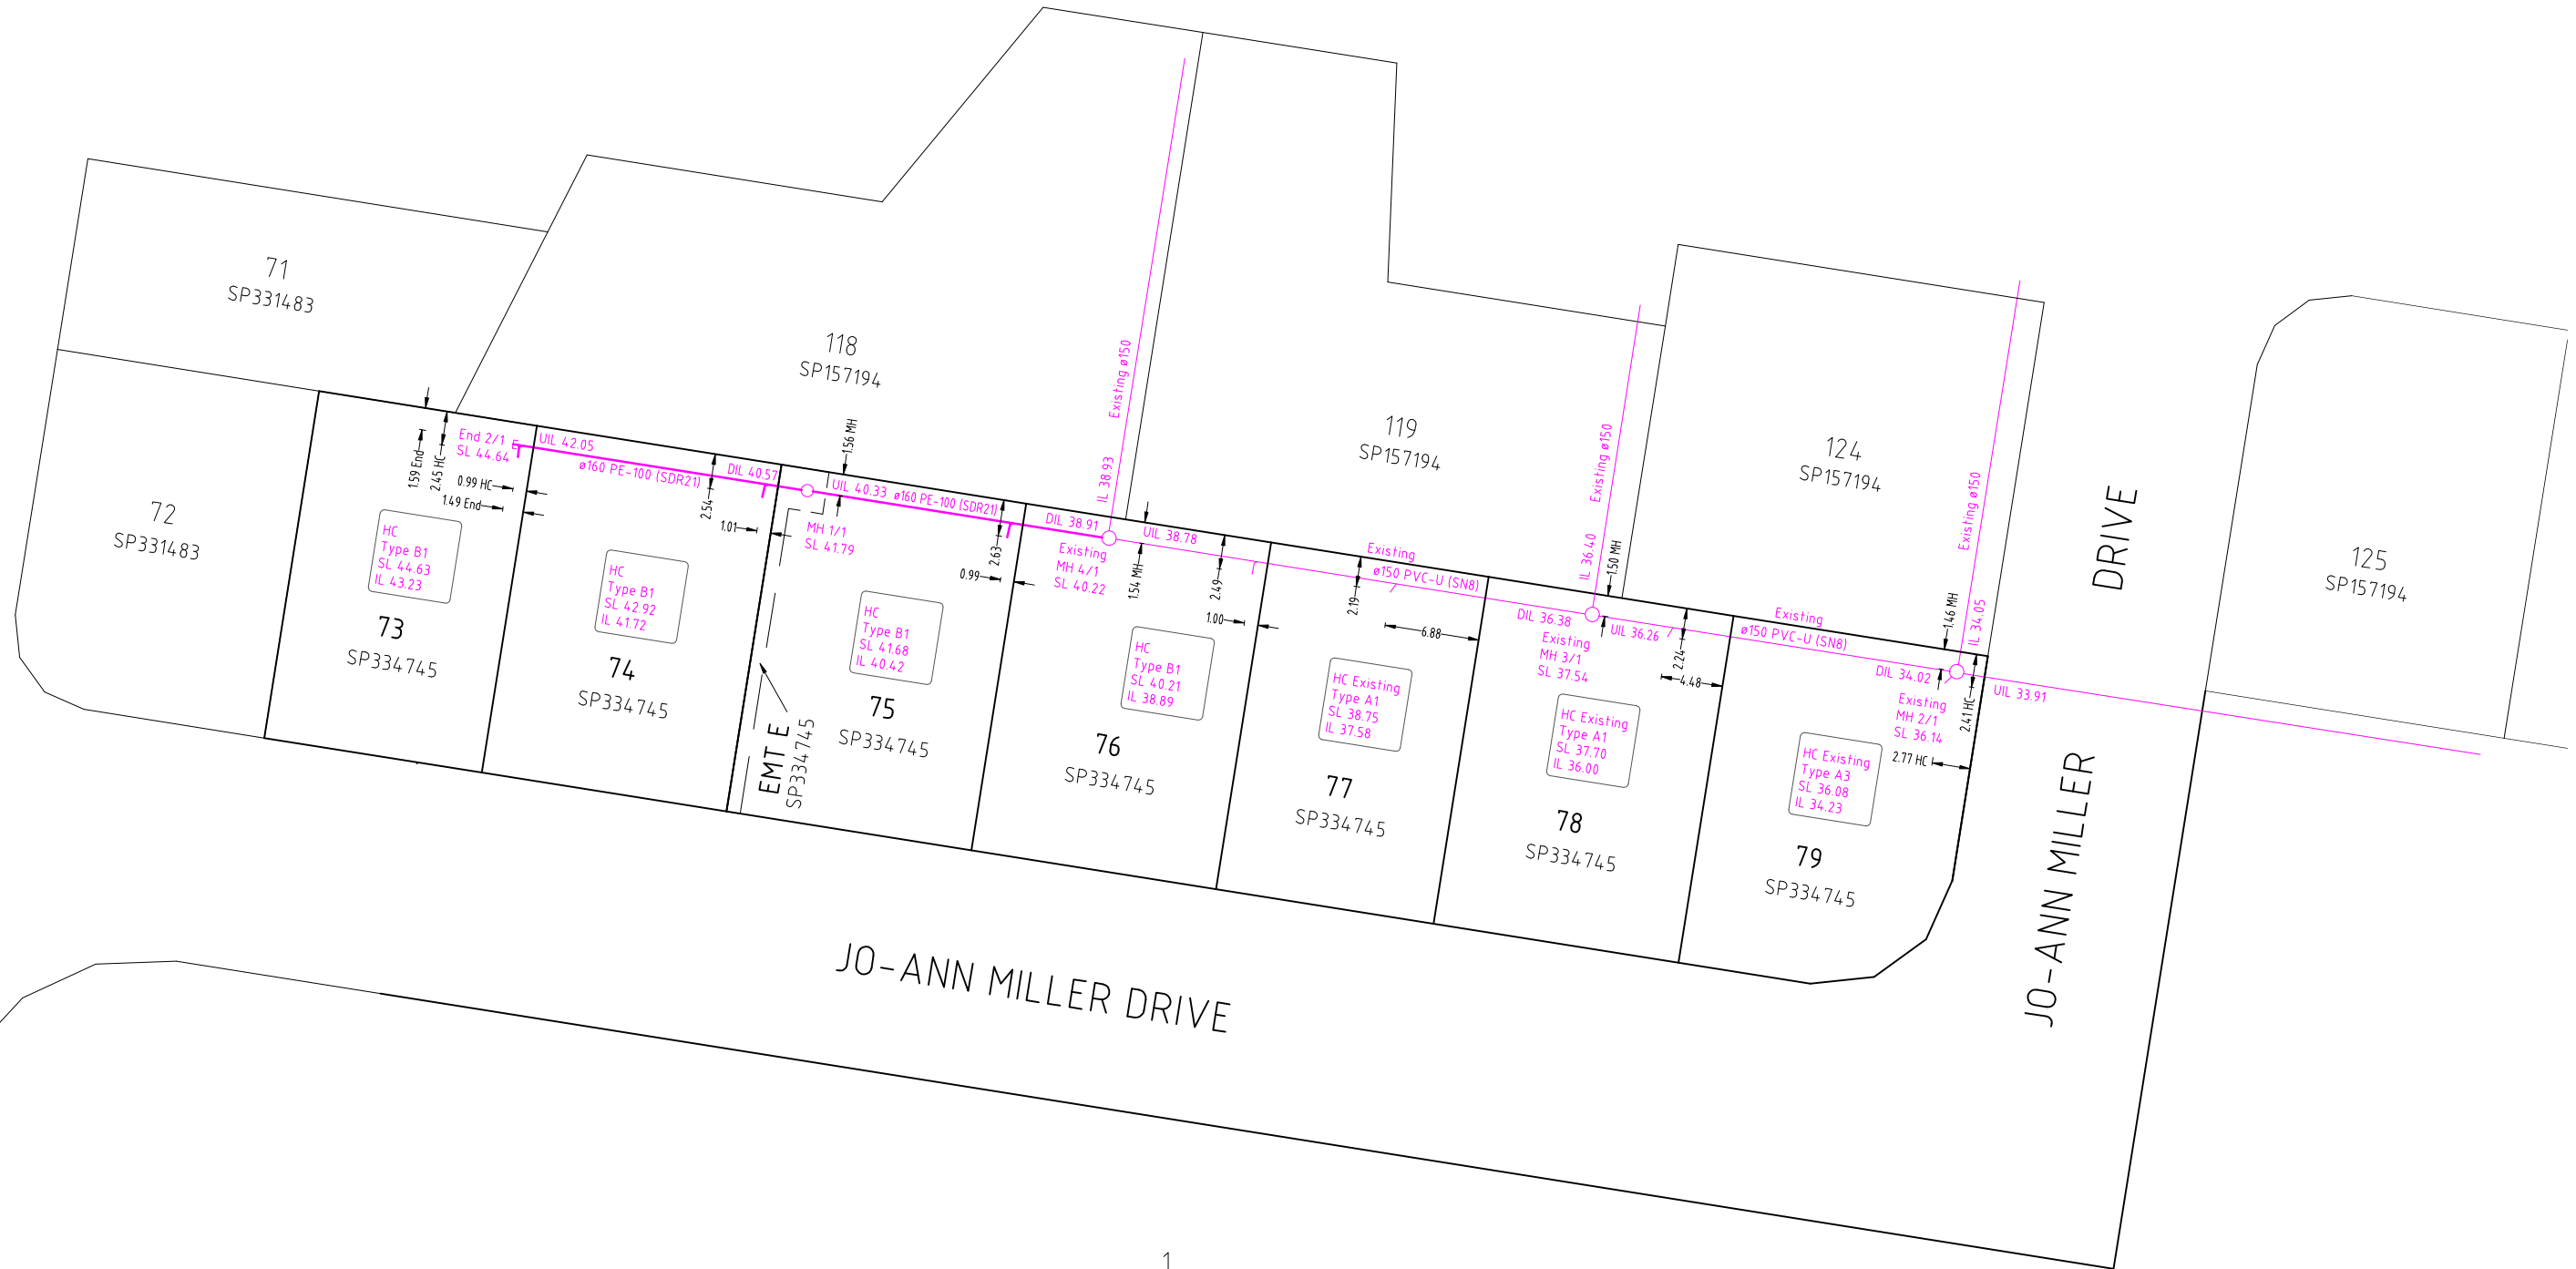 71
SP331483
72
SP331483
118
SP157194
119
SP157194
124
SP157194
125
SP157194
IL 38.93
Existing ø150
IL 36.40
Existing ø150
IL 34.05
Existing ø150
1.59 End
2.45 HC
End 2/1
SL 44.64
E
0.99 HC
1.49 End
UIL 42.05
ø160 PE-100 (SDR21)
DIL 40.57
2.54
1.01
1.56 MH
UIL 40.33
ø160 PE-100 (SDR21)
MH 1/1
SL 41.79
2.63
0.99
DIL 38.91
Existing
MH 4/1
SL 40.22
1.54 MH
UIL 38.78
2.49
1.00
Existing
ø150 PVC-U (SN8)
2.19
6.88
DIL 36.38
Existing
MH 3/1
SL 37.54
1.50 MH
UIL 36.26
2.24
4.48
Existing
ø150 PVC-U (SN8)
1.46 MH
DIL 34.02
Existing
MH 2/1
SL 36.14
2.41 HC
2.77 HC
UIL 33.91
HC
Type B1
SL 44.63
IL 43.23
73
SP334745
HC
Type B1
SL 42.92
IL 41.72
74
SP334745
EMT E
SP334745
HC
Type B1
SL 41.68
IL 40.42
75
SP334745
HC
Type B1
SL 40.21
IL 38.89
76
SP334745
HC Existing
Type A1
SL 38.75
IL 37.58
77
SP334745
HC Existing
Type A1
SL 37.70
IL 36.00
78
SP334745
HC Existing
Type A3
SL 36.08
IL 34.23
79
SP334745
JO-ANN MILLER DRIVE
JO-ANN MILLER
DRIVE
1